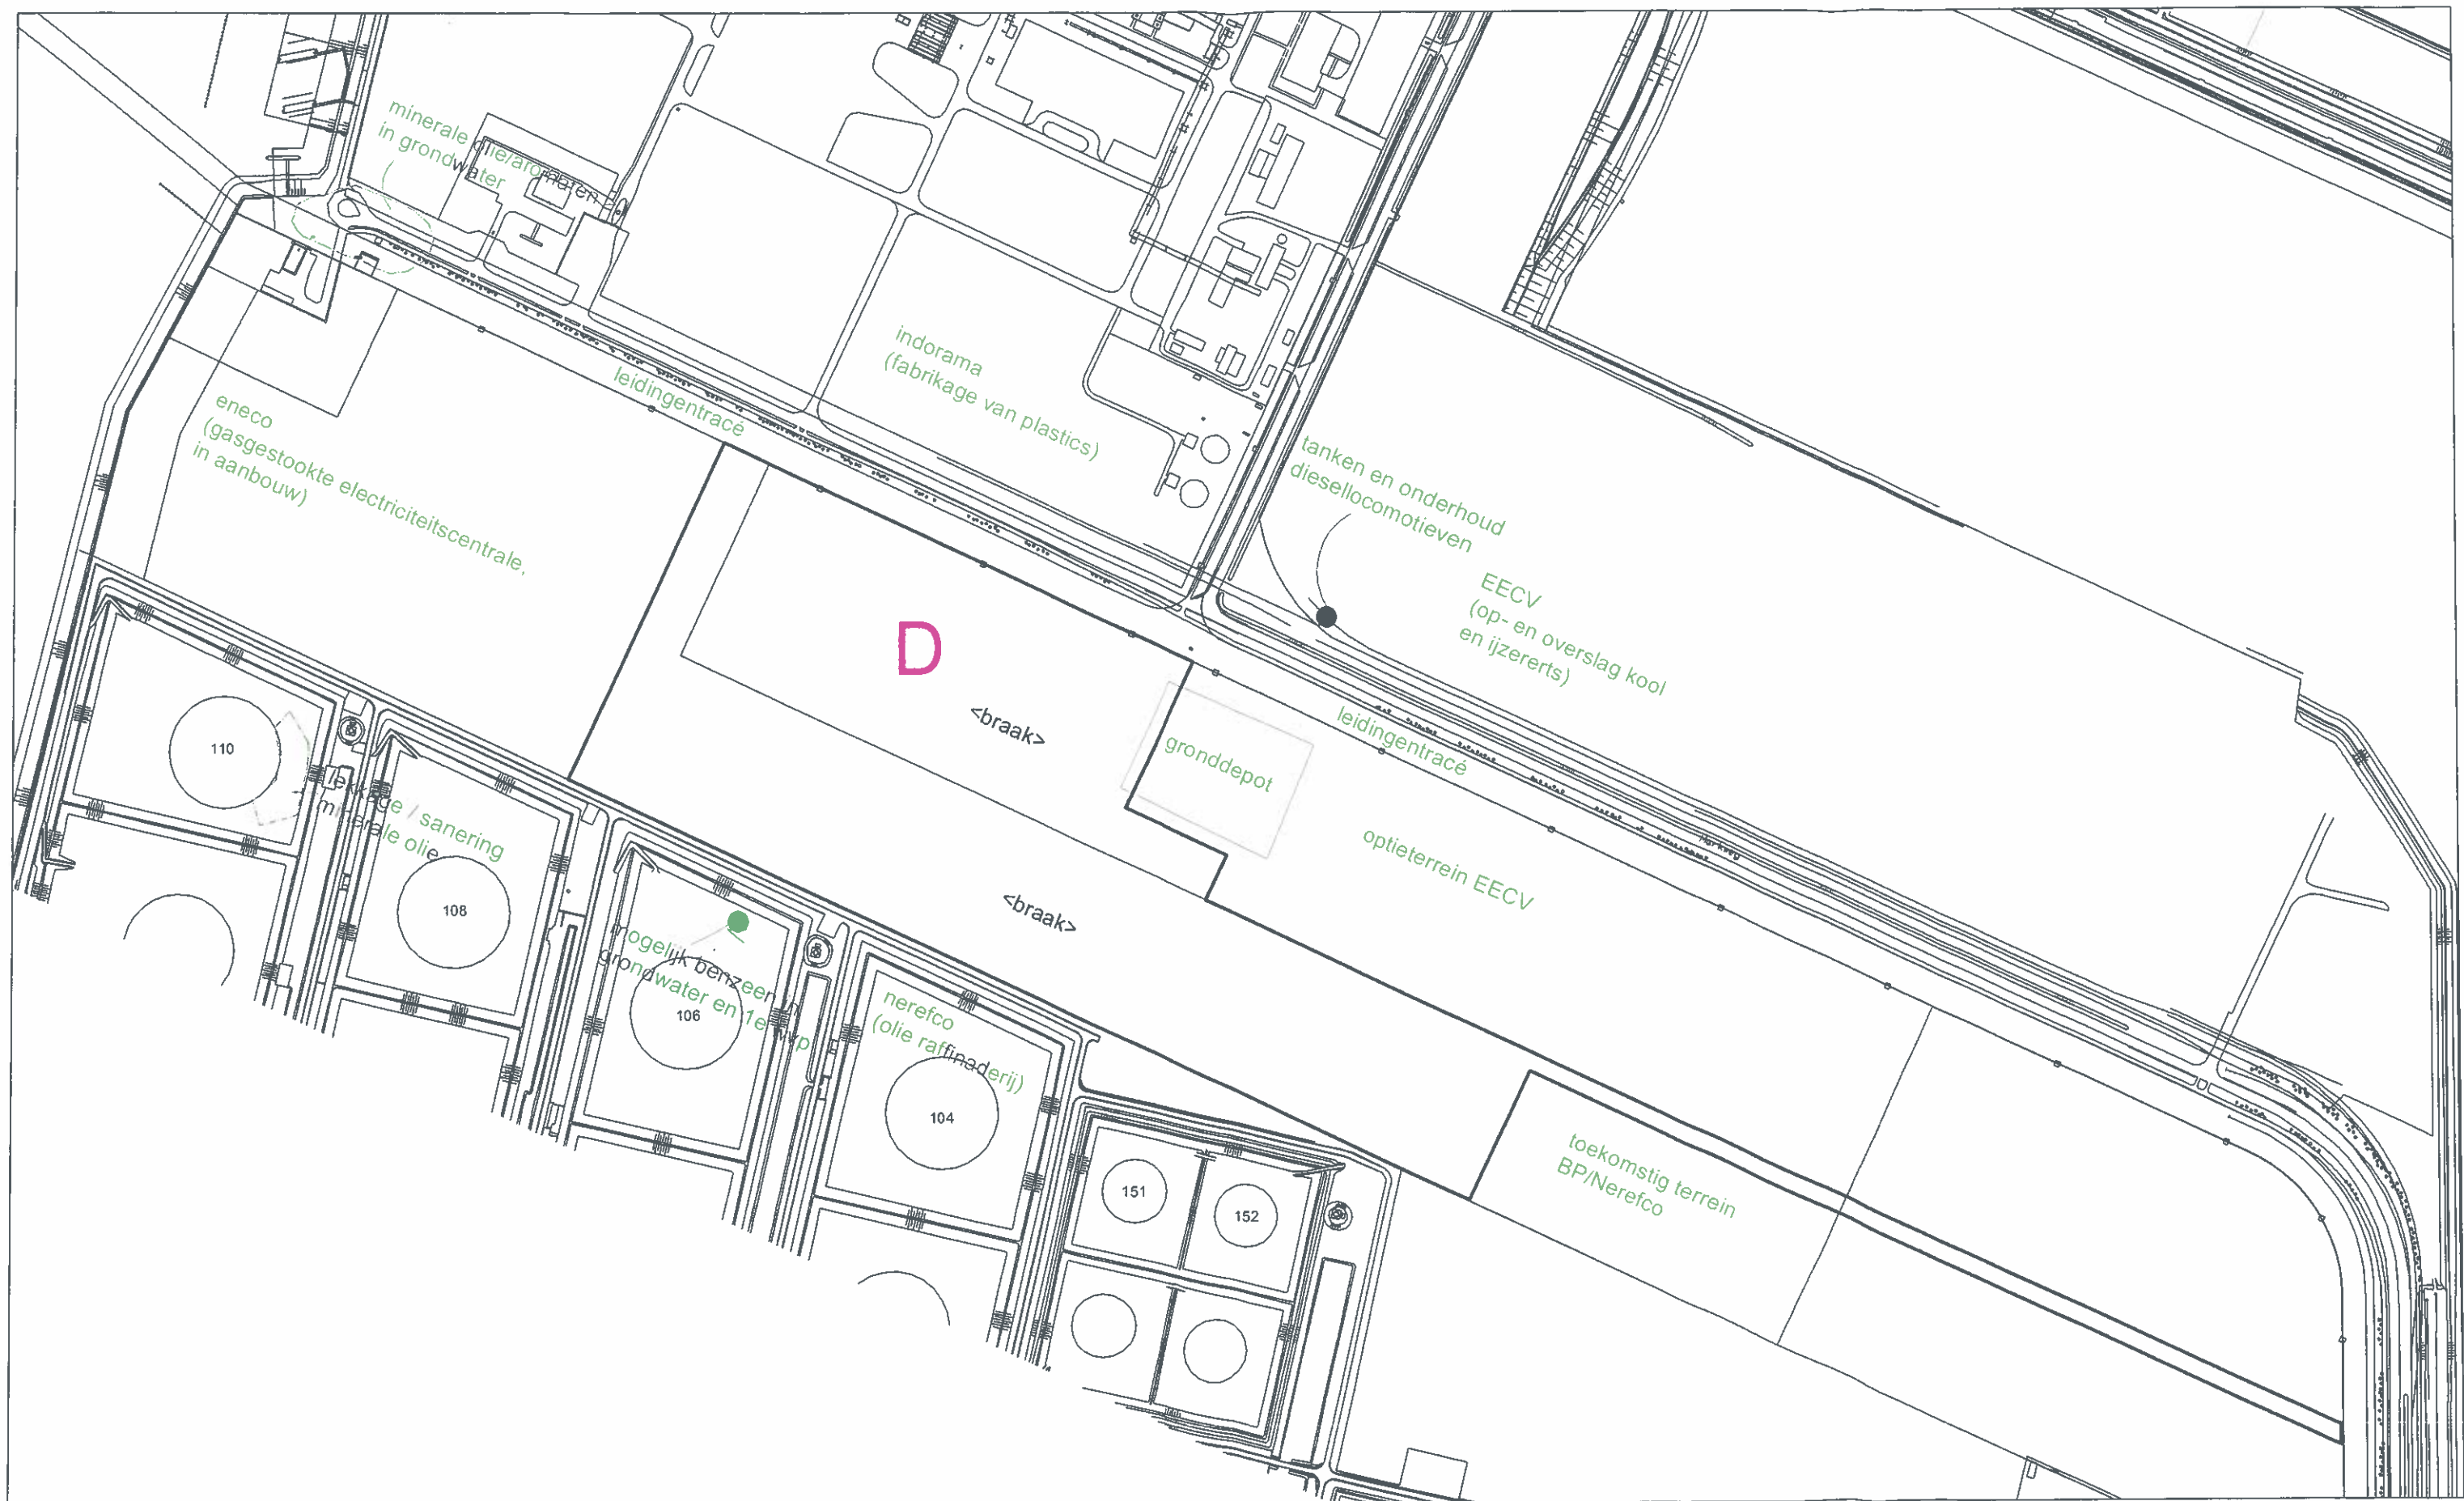 minerale olie/aromaten
in grondwater
indorama
(fabrikage van plastics)
leidingentracé
eneco
(gasgestookte electriciteitscentrale,
in aanbouw)
tanken en onderhoud
diesellocomotieven
EECV
(op- en overslag kool
en ijzererts)
D
<braak>
gronddepot
leidingentracé
Markweg
optieterrein EECV
<braak>
110
lekkage / sanering
minerale olie
108
mogelijk benzeen in
grondwater en 1e wvp
106
nerefco
(olie raffinaderij)
104
151
152
toekomstig terrein
BP/Nerefco